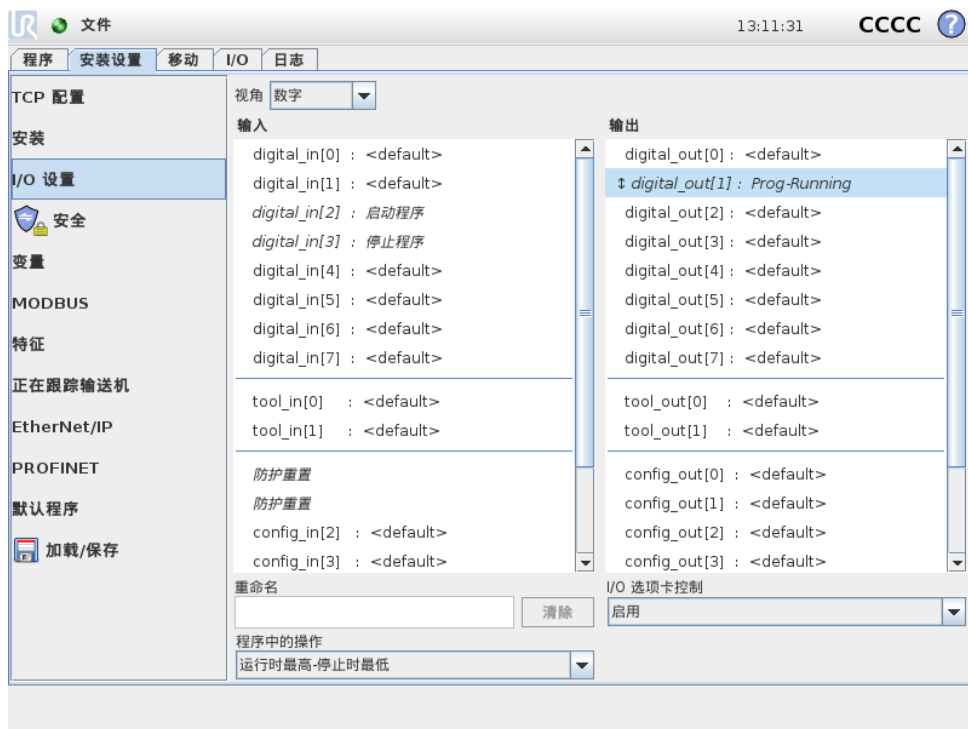 UR 文件 13:11:31 CCCC ?
程序 安装设置 移动 I/O 日志
TCP 配置
安装
I/O 设置
安全
变量
MODBUS
特征
正在跟踪输送机
EtherNet/IP
PROFINET
默认程序
加载/保存
视角 数字
输入
digital_in[0] : <default>
digital_in[1] : <default>
digital_in[2] : 启动程序
digital_in[3] : 停止程序
digital_in[4] : <default>
digital_in[5] : <default>
digital_in[6] : <default>
digital_in[7] : <default>
tool_in[0] : <default>
tool_in[1] : <default>
防护重置
防护重置
config_in[2] : <default>
config_in[3] : <default>
输出
digital_out[0] : <default>
↕ digital_out[1] : Prog-Running
digital_out[2] : <default>
digital_out[3] : <default>
digital_out[4] : <default>
digital_out[5] : <default>
digital_out[6] : <default>
digital_out[7] : <default>
tool_out[0] : <default>
tool_out[1] : <default>
config_out[0] : <default>
config_out[1] : <default>
config_out[2] : <default>
config_out[3] : <default>
重命名
清除
程序中的操作
运行时最高-停止时最低
I/O 选项卡控制
启用